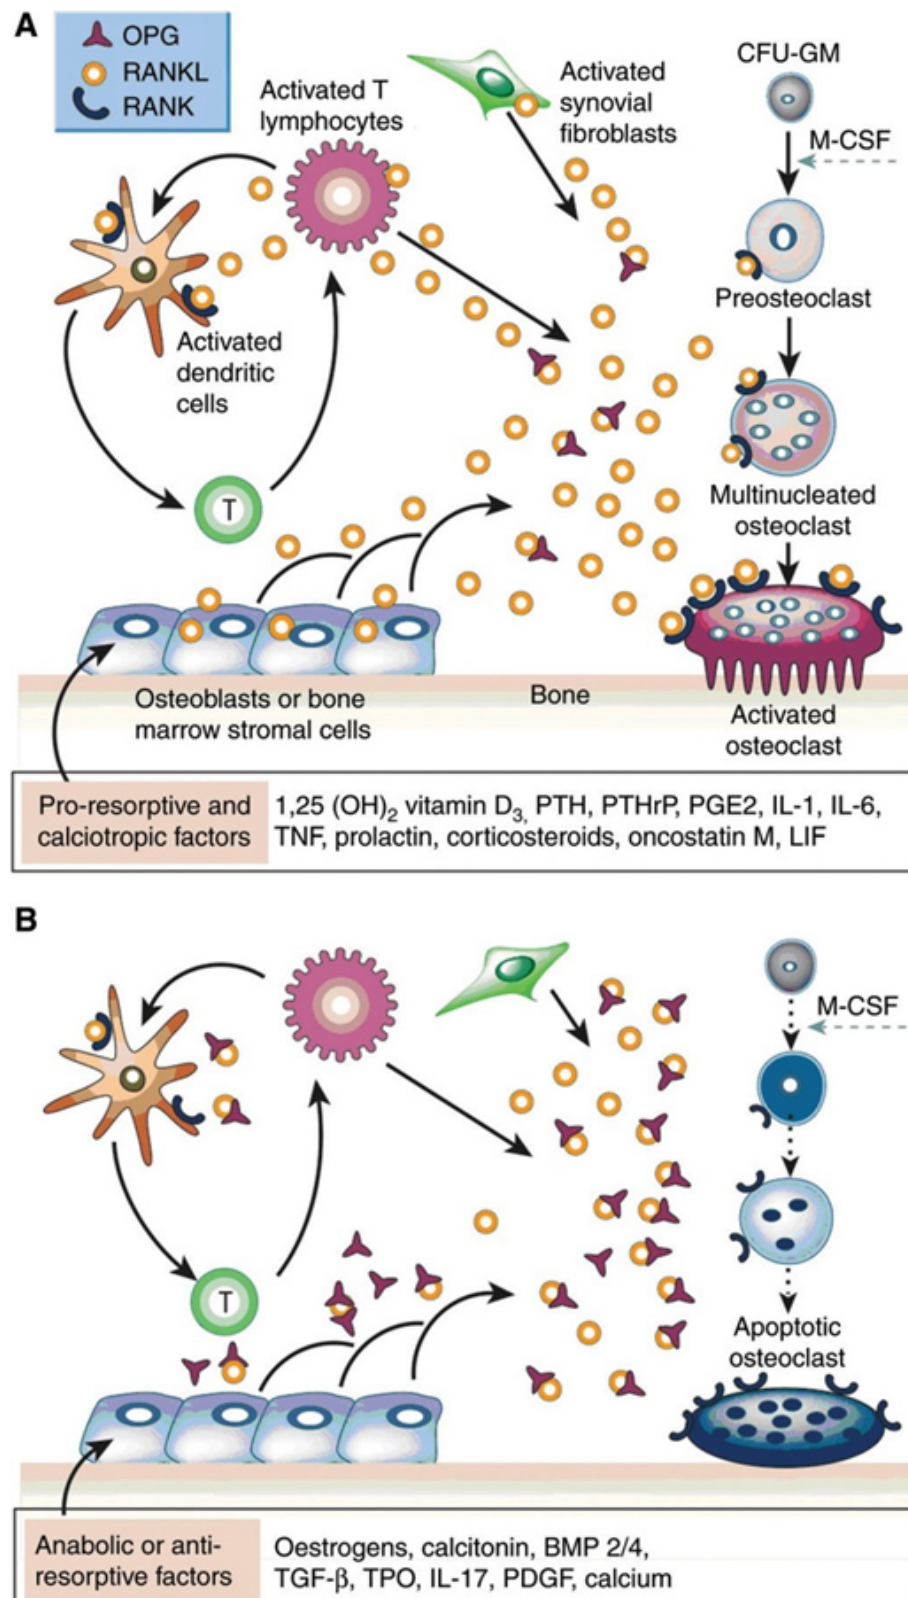 A
OPG
RANKL
RANK
Activated T
lymphocytes
Activated
synovial
fibroblasts
CFU-GM
M-CSF
Preosteoclast
Activated
dendritic
cells
T
Multinucleated
osteoclast
Osteoblasts or bone
marrow stromal cells
Bone
Activated
osteoclast
Pro-resorptive and
calciotropic factors
1,25 (OH)₂ vitamin D₃, PTH, PTHrP, PGE2, IL-1, IL-6,
TNF, prolactin, corticosteroids, oncostatin M, LIF
B
M-CSF
T
Apoptotic
osteoclast
Anabolic or anti-
resorptive factors
Oestrogens, calcitonin, BMP 2/4,
TGF-β, TPO, IL-17, PDGF, calcium